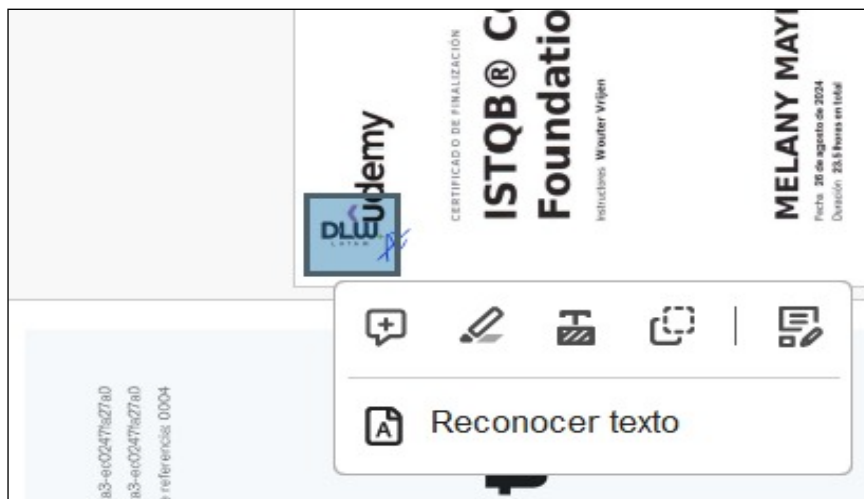 udemy
CERTIFICADO DE FINALIZACIÓN
ISTQB®
Foundatio
Instructores Wouter Vrijen
MELANY MAY
Fecha 26 de agosto de 2024
Duración 23.5 horas en total
DLW
LATAM
a3-ec0247fa27a0
a3-ec0247fa27a0
referencia 0004
Reconocer texto